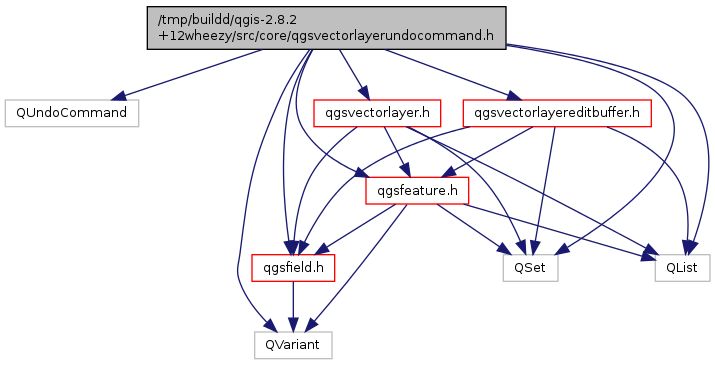 /tmp/buildd/qgis-2.8.2
+12wheezy/src/core/qgsvectorlayerundocommand.h
QUndoCommand
qgsvectorlayer.h
qgsvectorlayereditbuffer.h
qgsfeature.h
qgsfield.h
QSet
QList
QVariant